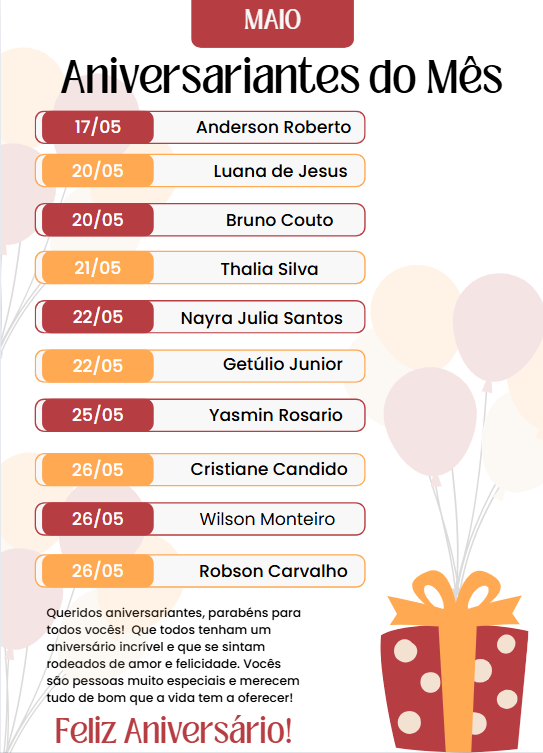 MAIO
Aniversariantes do Mês
17/05 Anderson Roberto
20/05 Luana de Jesus
20/05 Bruno Couto
21/05 Thalia Silva
22/05 Nayra Julia Santos
22/05 Getúlio Junior
25/05 Yasmin Rosario
26/05 Cristiane Candido
26/05 Wilson Monteiro
26/05 Robson Carvalho
Queridos aniversariantes, parabéns para
todos vocês! Que todos tenham um
aniversário incrível e que se sintam
rodeados de amor e felicidade. Vocês
são pessoas muito especiais e merecem
tudo de bom que a vida tem a oferecer!
Feliz Aniversário!